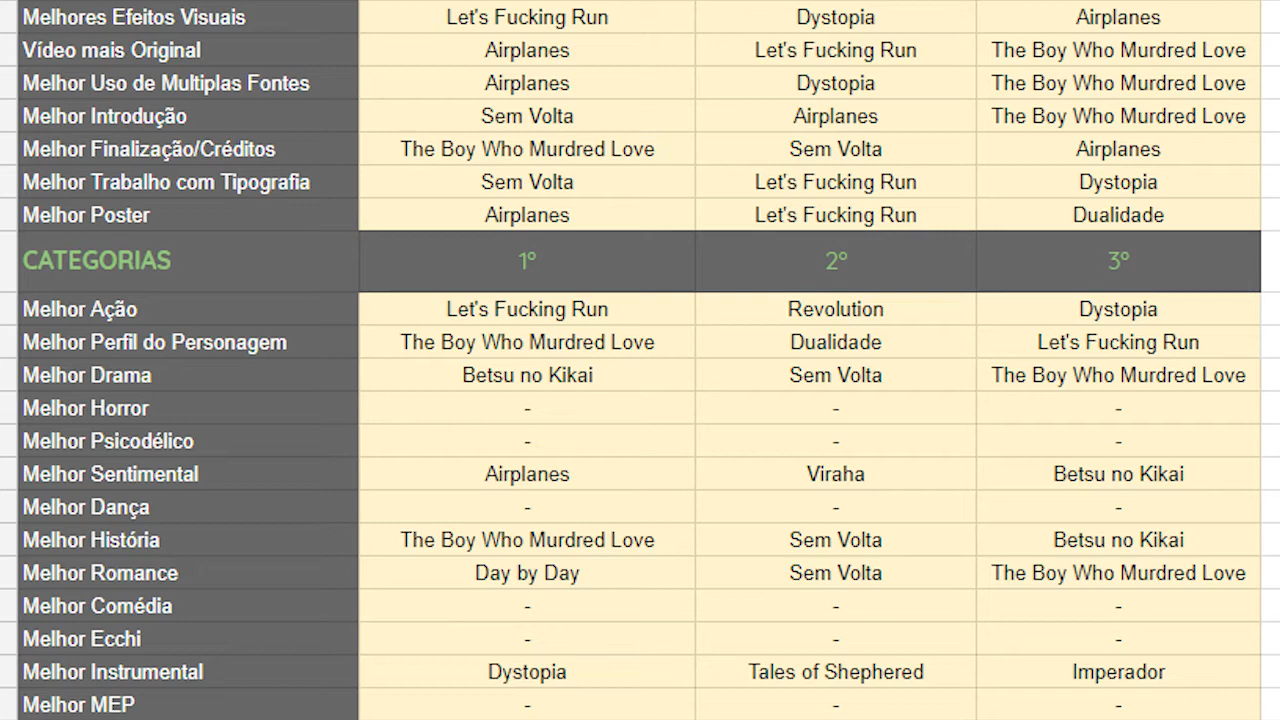 Melhores Efeitos Visuais Let's Fucking Run Dystopia Airplanes
Vídeo mais Original Airplanes Let's Fucking Run The Boy Who Murdred Love
Melhor Uso de Multiplas Fontes Airplanes Dystopia The Boy Who Murdred Love
Melhor Introdução Sem Volta Airplanes The Boy Who Murdred Love
Melhor Finalização/Créditos The Boy Who Murdred Love Sem Volta Airplanes
Melhor Trabalho com Tipografia Sem Volta Let's Fucking Run Dystopia
Melhor Poster Airplanes Let's Fucking Run Dualidade
CATEGORIAS 1º 2º 3º
Melhor Ação Let's Fucking Run Revolution Dystopia
Melhor Perfil do Personagem The Boy Who Murdred Love Dualidade Let's Fucking Run
Melhor Drama Betsu no Kikai Sem Volta The Boy Who Murdred Love
Melhor Horror - - -
Melhor Psicodélico - - -
Melhor Sentimental Airplanes Viraha Betsu no Kikai
Melhor Dança - - -
Melhor História The Boy Who Murdred Love Sem Volta Betsu no Kikai
Melhor Romance Day by Day Sem Volta The Boy Who Murdred Love
Melhor Comédia - - -
Melhor Ecchi - - -
Melhor Instrumental Dystopia Tales of Shephered Imperador
Melhor MEP - - -